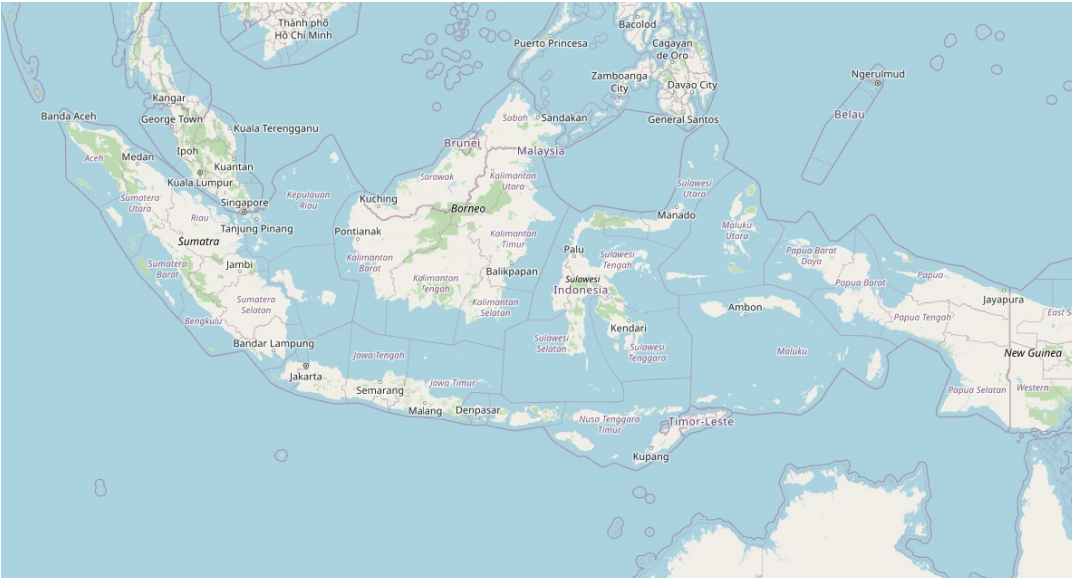 Thành phố
Hồ Chí Minh
Bacolod
Puerto Princesa
Cagayan
de Oro
Zamboanga
City
Davao City
General Santos
Ngerulmud
Belau
Kangar
Banda Aceh
George Town
Kuala Terengganu
Ipoh
Kuantan
Kuala Lumpur
Aceh
Medan
Singapore
Sumatera
Utara
Riau
Kepulauan
Riau
Tanjung Pinang
Sumatra
Sumatera
Barat
Jambi
Sumatera
Selatan
Bengkulu
Bandar Lampung
Jakarta
Sabah
Sandakan
Brunei
Malaysia
Sarawak
Kalimantan
Utara
Kuching
Borneo
Pontianak
Kalimantan
Timur
Kalimantan
Barat
Balikpapan
Kalimantan
Tengah
Kalimantan
Selatan
Sulawesi
Utara
Manado
Maluku
Utara
Palu
Sulawesi
Tengah
Sulawesi
Indonesia
Kendari
Sulawesi
Selatan
Sulawesi
Tenggara
Ambon
Maluku
Papua Barat
Daya
Papua Barat
Papua
Jayapura
Papua Tengah
East S
New Guinea
Papua Selatan
Western
Jawa Tengah
Semarang
Jawa Timur
Malang
Denpasar
Nusa Tenggara
Timur
Timor-Leste
Kupang